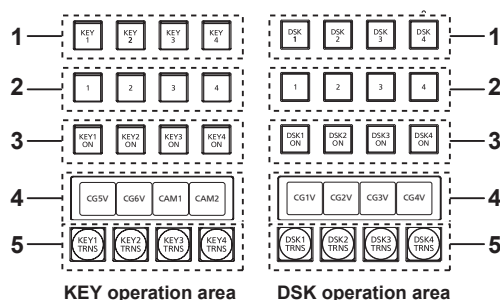 1 KEY 1 KEY 2 KEY 3 KEY 4 DSK 1 DSK 2 DSK 3 DSK 4 1
2 1 2 3 4 1 2 3 4 2
3 KEY1 ON KEY2 ON KEY3 ON KEY4 ON DSK1 ON DSK2 ON DSK3 ON DSK4 ON 3
4 CG5V CG6V CAM1 CAM2 CG1V CG2V CG3V CG4V 4
5 KEY1 TRNS KEY2 TRNS KEY3 TRNS KEY4 TRNS DSK1 TRNS DSK2 TRNS DSK3 TRNS DSK4 TRNS 5
KEY operation area DSK operation area